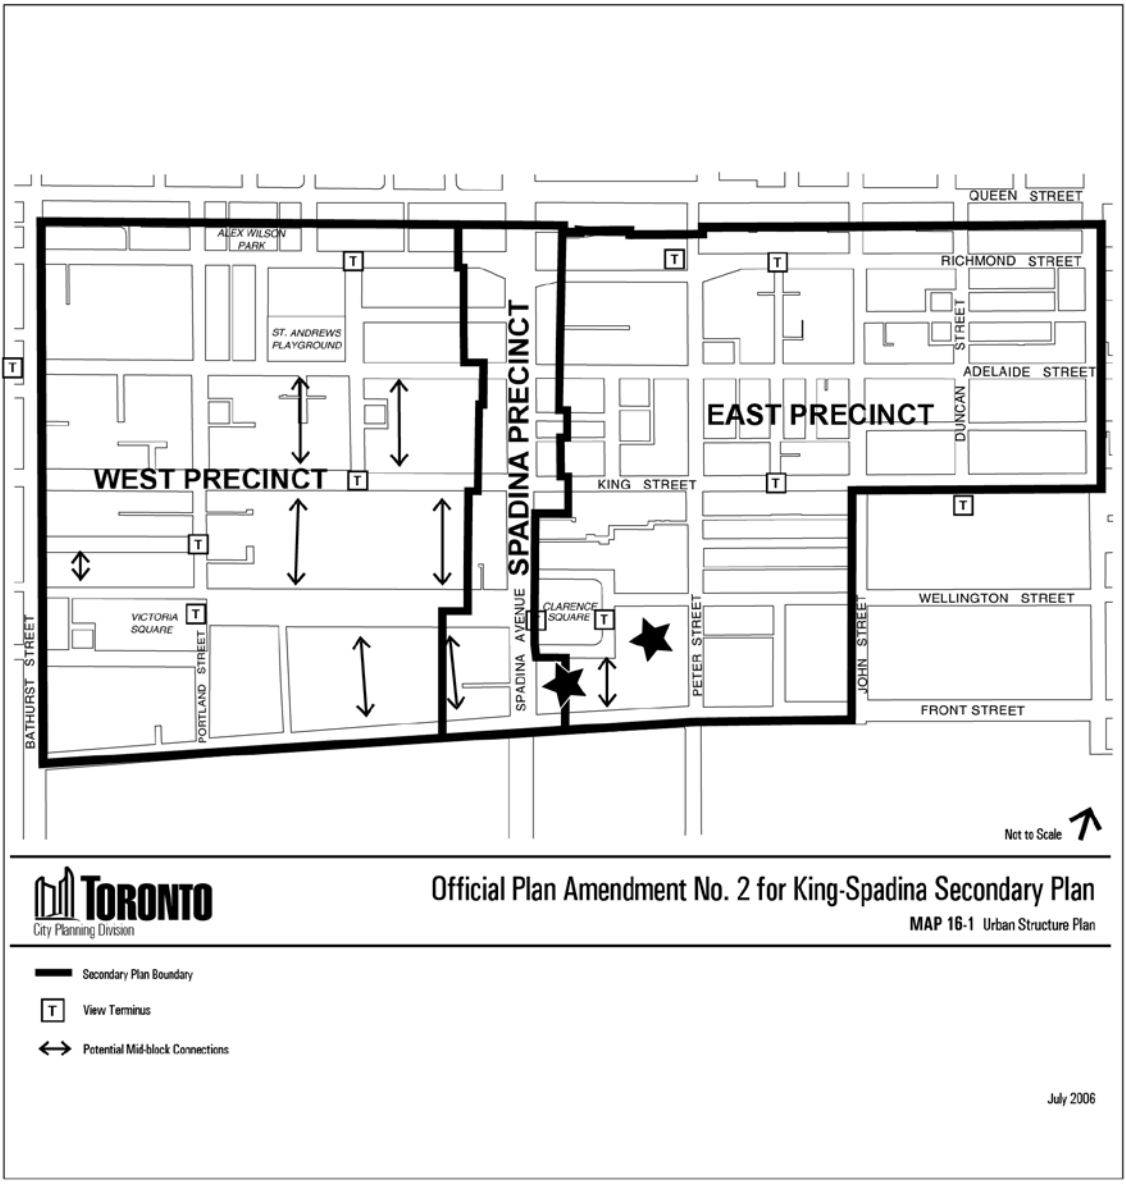 QUEEN STREET
ALEX WILSON
PARK
T
T
T
RICHMOND STREET
ST. ANDREWS
PLAYGROUND
STREET
T
ADELAIDE STREET
DUNCAN
SPADINA PRECINCT
EAST PRECINCT
WEST PRECINCT
T
KING STREET
T
T
T
WELLINGTON STREET
CLARENCE
SQUARE
T
T
VICTORIA
SQUARE
T
BATHURST STREET
PORTLAND STREET
SPADINA AVENUE
PETER STREET
JOHN STREET
FRONT STREET
Not to Scale
TORONTO
City Planning Division
Official Plan Amendment No. 2 for King-Spadina Secondary Plan
MAP 16-1 Urban Structure Plan
Secondary Plan Boundary
T View Terminus
Potential Mid-block Connections
July 2006